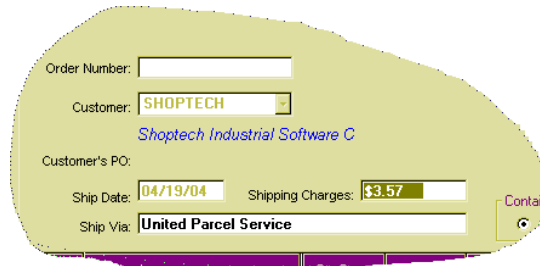 Order Number:
Customer: SHOPTECH
Shoptech Industrial Software C
Customer's PO:
Ship Date: 04/19/04 Shipping Charges: $3.57
Contai
Ship Via: United Parcel Service